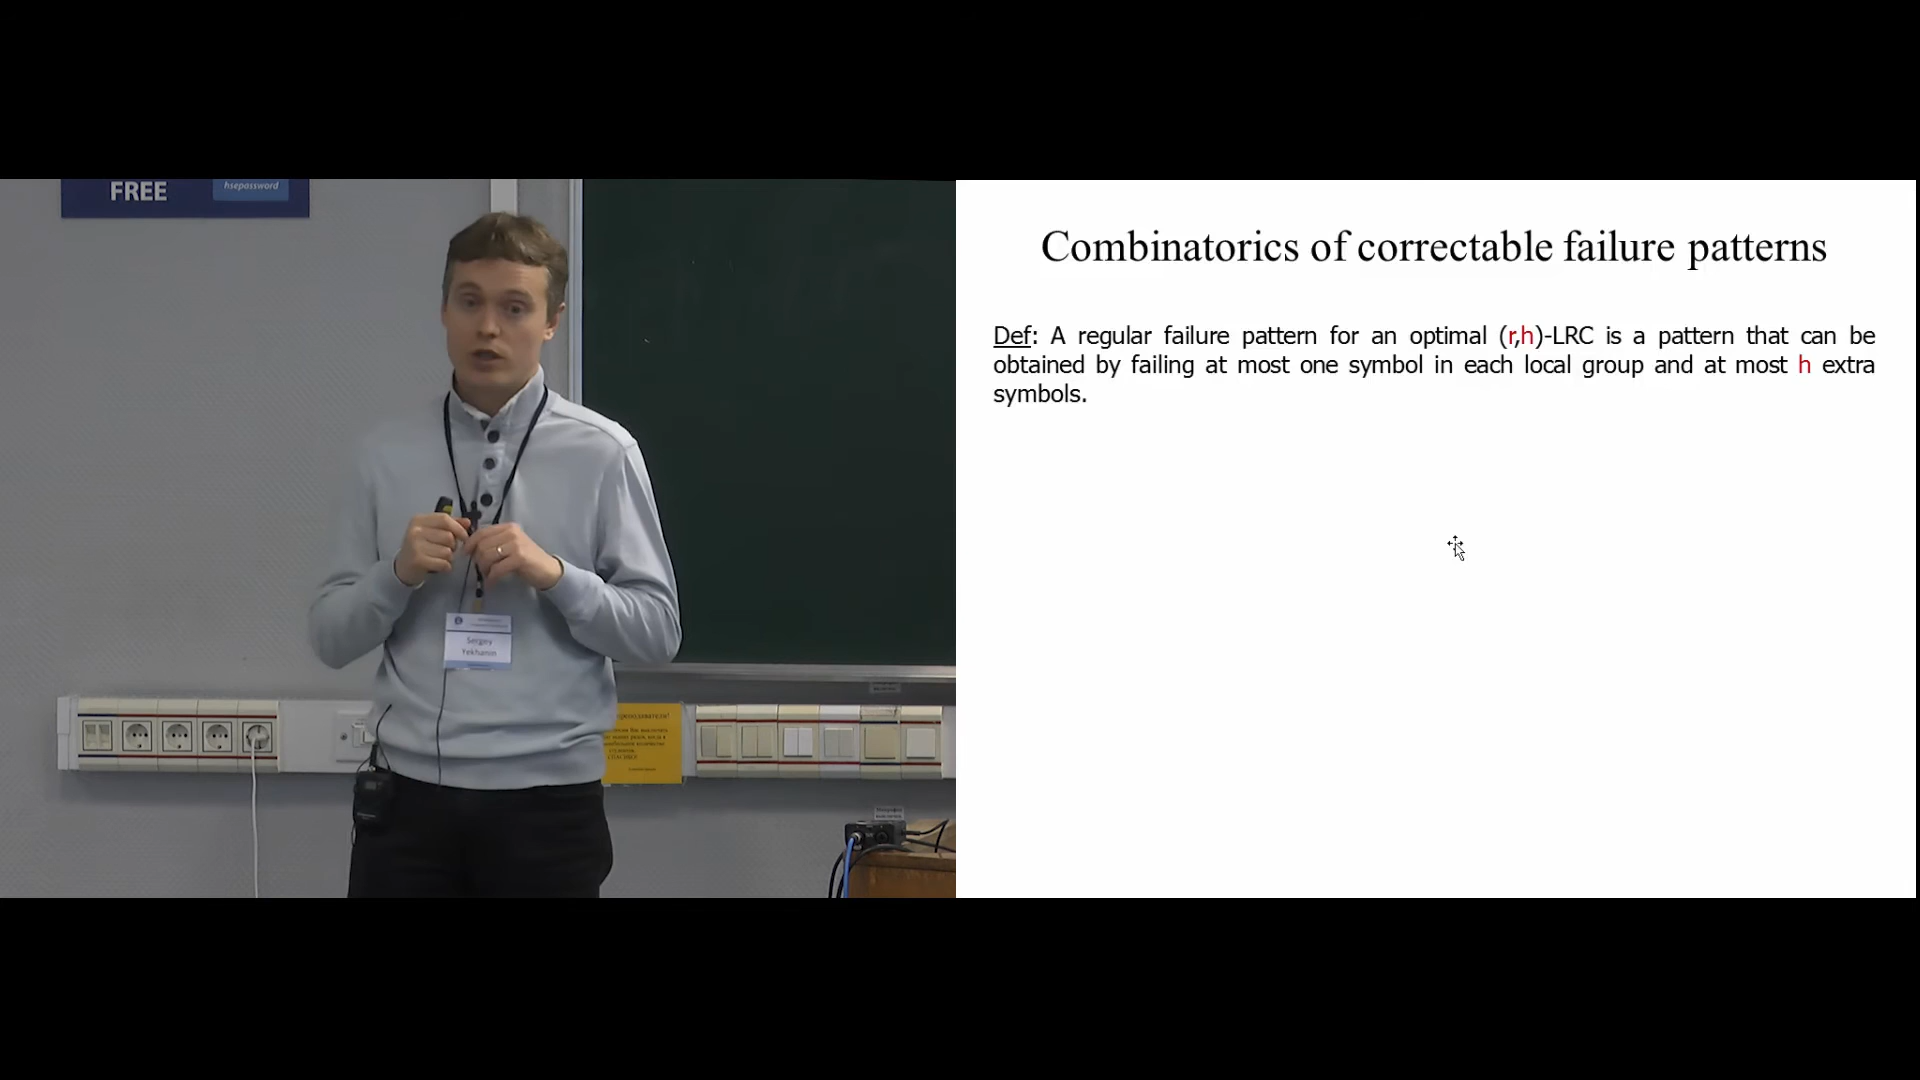 FREE
hsepassword
Combinatorics of correctable failure patterns
Def: A regular failure pattern for an optimal (r,h)-LRC is a pattern that can be
obtained by failing at most one symbol in each local group and at most h extra
symbols.
Sergey
Yekhanin